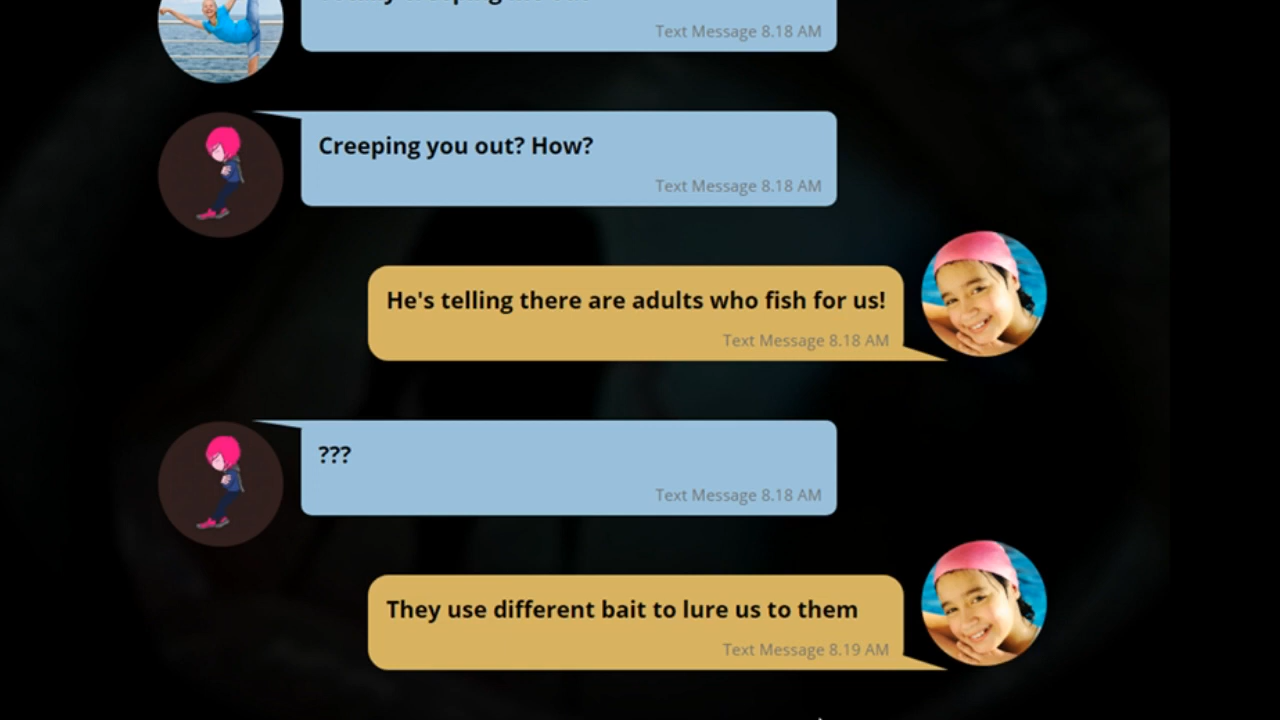 Text Message 8.18 AM
Creeping you out? How?
Text Message 8.18 AM
He's telling there are adults who fish for us!
Text Message 8.18 AM
???
Text Message 8.18 AM
They use different bait to lure us to them
Text Message 8.19 AM